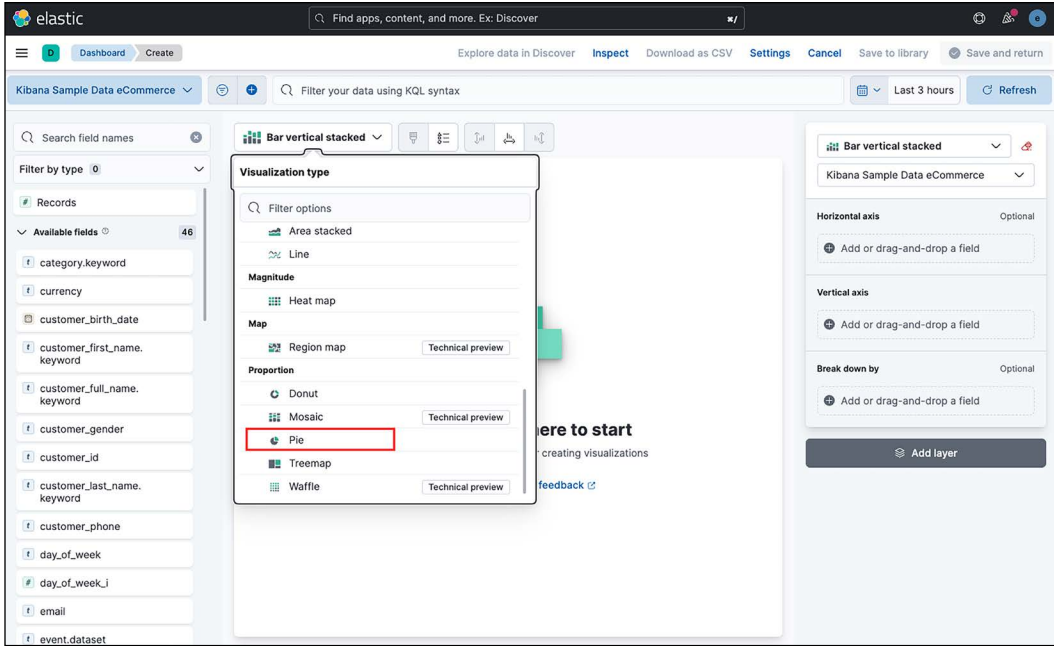 elastic
Find apps, content, and more. Ex: Discover
⌘/
e
D
Dashboard
Create
Explore data in Discover
Inspect
Download as CSV
Settings
Cancel
Save to library
Save and return
Kibana Sample Data eCommerce
Filter your data using KQL syntax
Last 3 hours
Refresh
Search field names
Filter by type 0
Records
Available fields
46
category.keyword
currency
customer_birth_date
customer_first_name.
keyword
customer_full_name.
keyword
customer_gender
customer_id
customer_last_name.
keyword
customer_phone
day_of_week
day_of_week_i
email
event.dataset
Bar vertical stacked
Visualization type
Filter options
Area stacked
Line
Magnitude
Heat map
Map
Region map
Technical preview
Proportion
Donut
Mosaic
Technical preview
Pie
Treemap
Waffle
Technical preview
ere to start
creating visualizations
feedback
Bar vertical stacked
Kibana Sample Data eCommerce
Horizontal axis
Optional
Add or drag-and-drop a field
Vertical axis
Add or drag-and-drop a field
Break down by
Optional
Add or drag-and-drop a field
Add layer